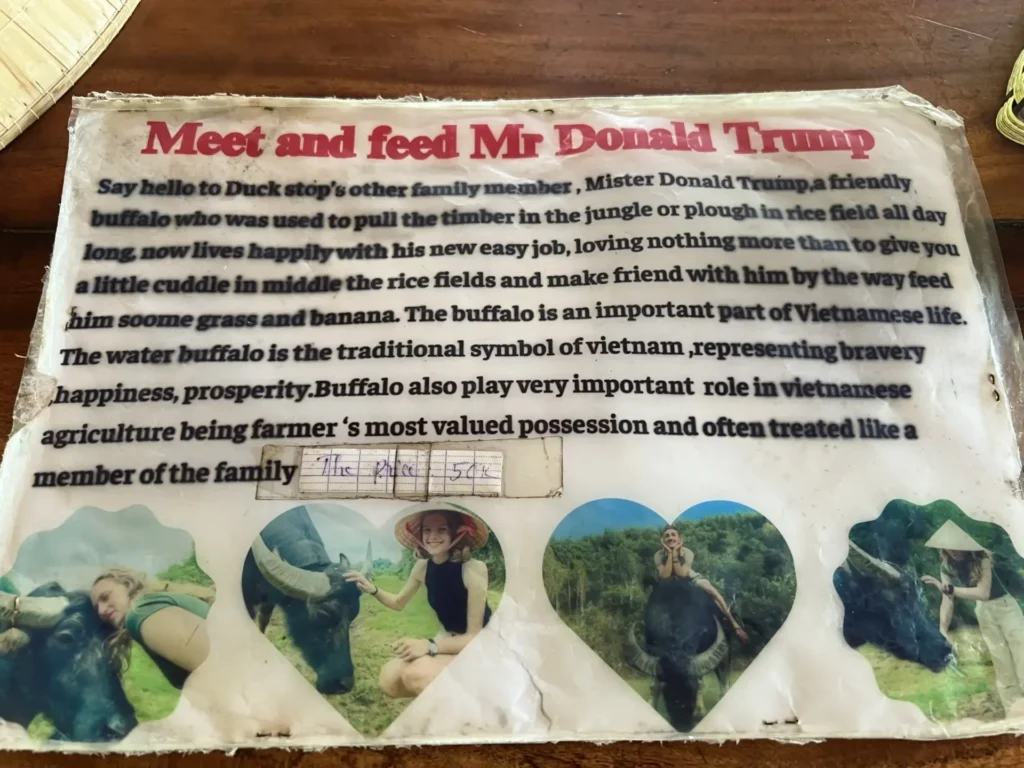 Meet and feed Mr Donald Trump
Say hello to Duck stop's other family member , Mister Donald Trump,a friendly
buffalo who was used to pull the timber in the jungle or plough in rice field all day
long, now lives happily with his new easy job, loving nothing more than to give you
a little cuddle in middle the rice fields and make friend with him by the way feed
him soome grass and banana. The buffalo is an important part of Vietnamese life.
The water buffalo is the traditional symbol of vietnam ,representing bravery
,happiness, prosperity.Buffalo also play very important role in vietnamese
agriculture being farmer 's most valued possession and often treated like a
member of the family The Price 50k